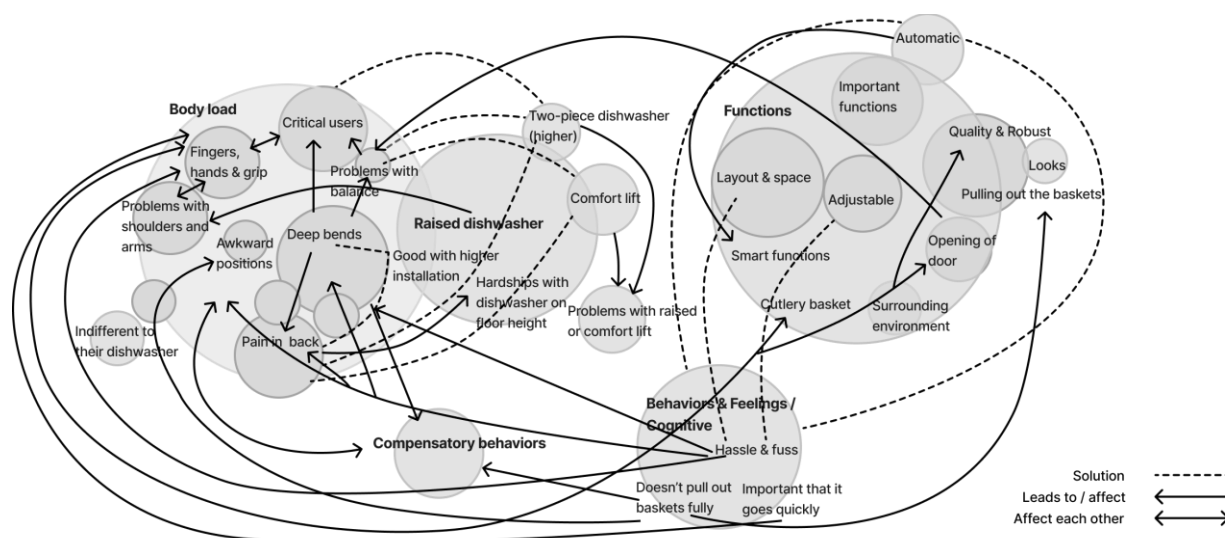 Automatic
Body load
Critical users
Two-piece dishwasher
(higher)
Functions
Important
functions
Quality & Robust
Looks
Fingers,
hands & grip
Problems with
balance
Layout & space
Adjustable
Pulling out the baskets
Comfort lift
Problems with
shoulders and
arms
Raised dishwasher
Deep bends
Awkward
positions
Good with higher
installation
Smart functions
Opening of
door
Hardships with
dishwasher on
floor height
Cutlery basket
Surrounding
environment
Problems with raised
or comfort lift
Indifferent to
their dishwasher
Pain in back
Behaviors & Feelings /
Cognitive
Compensatory behaviors
Hassle & fuss
Doesn't pull out
baskets fully
Important that it
goes quickly
Solution
Leads to / affect
Affect each other